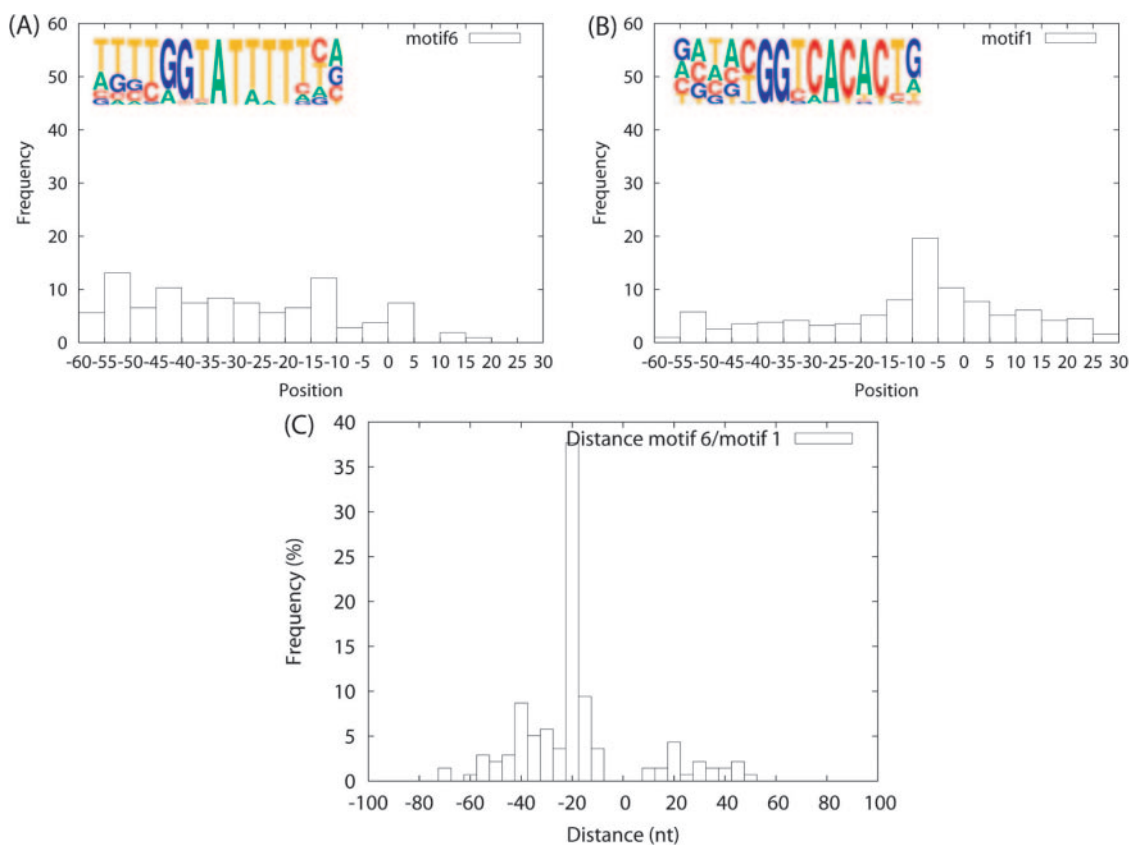 (A)
60
50
40
30
20
10
0
Frequency
motif6
TTTTGGTATTTTTCA
-60-55-50-45-40-35-30-25-20-15-10 -5 0 5 10 15 20 25 30
Position
(B)
60
50
40
30
20
10
0
Frequency
motif1
GATACGGTCACACTG
-60-55-50-45-40-35-30-25-20-15-10 -5 0 5 10 15 20 25 30
Position
(C)
40
35
30
25
20
15
10
5
0
Frequency (%)
Distance motif 6/motif 1
-100 -80 -60 -40 -20 0 20 40 60 80 100
Distance (nt)